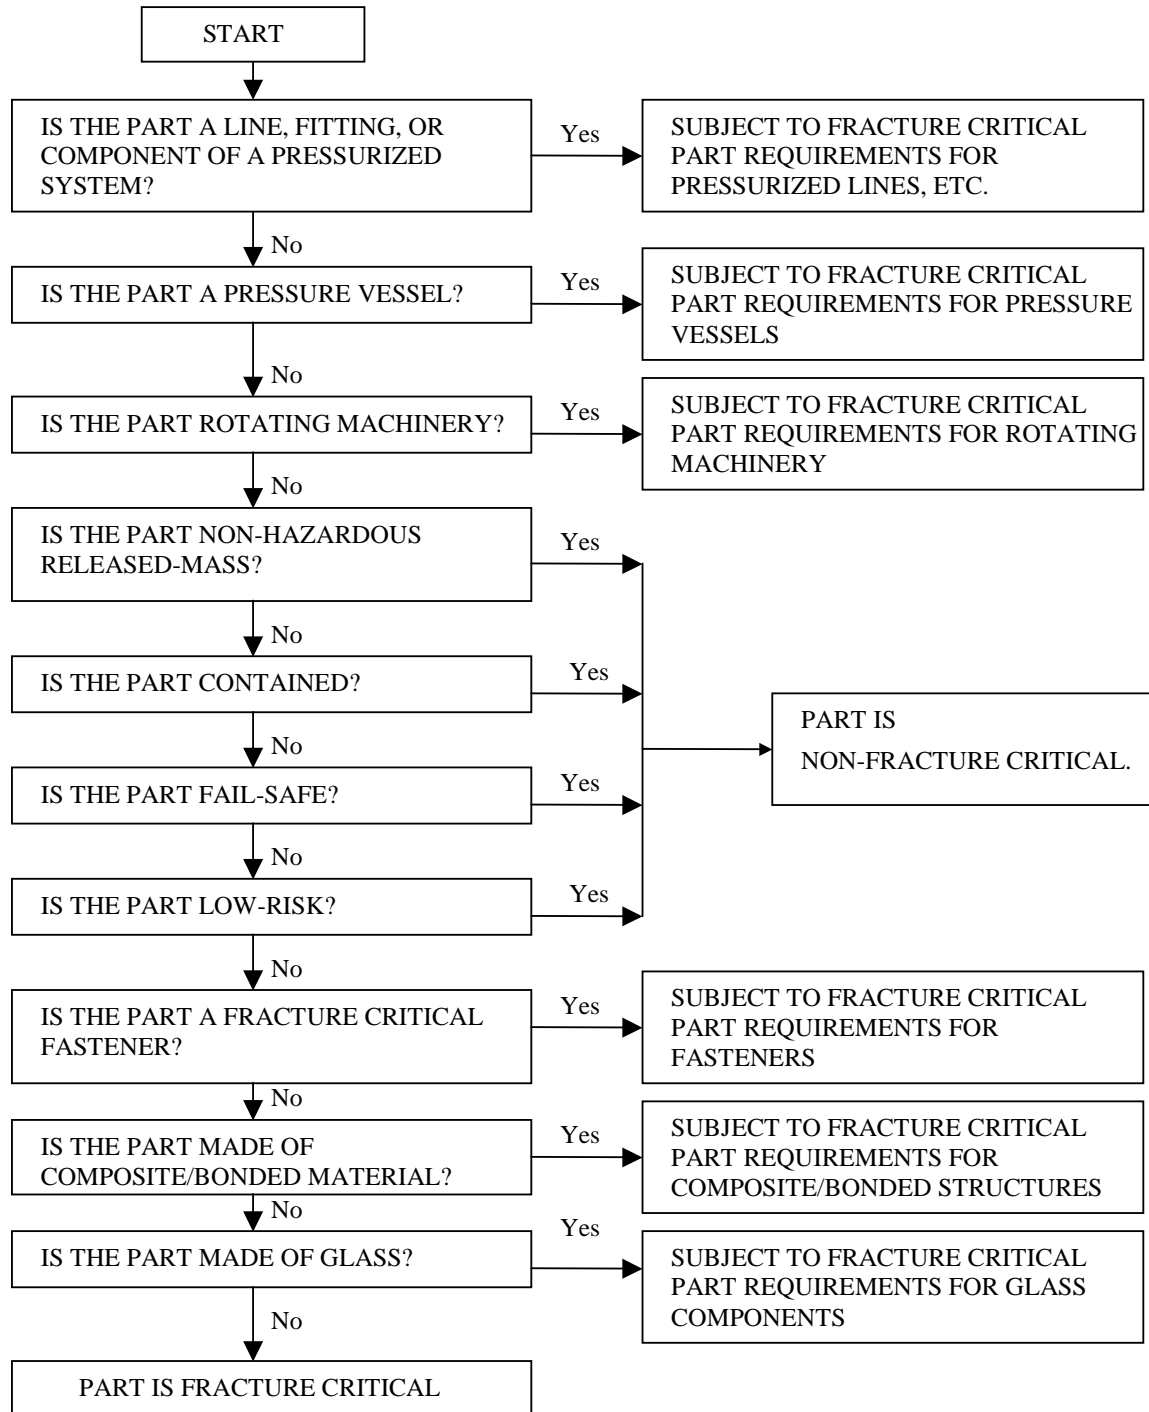 START
IS THE PART A LINE, FITTING, OR
COMPONENT OF A PRESSURIZED
SYSTEM?
Yes
SUBJECT TO FRACTURE CRITICAL
PART REQUIREMENTS FOR
PRESSURIZED LINES, ETC.
No
IS THE PART A PRESSURE VESSEL?
Yes
SUBJECT TO FRACTURE CRITICAL
PART REQUIREMENTS FOR PRESSURE
VESSELS
No
IS THE PART ROTATING MACHINERY?
Yes
SUBJECT TO FRACTURE CRITICAL
PART REQUIREMENTS FOR ROTATING
MACHINERY
No
IS THE PART NON-HAZARDOUS
RELEASED-MASS?
Yes
No
IS THE PART CONTAINED?
Yes
PART IS
NON-FRACTURE CRITICAL.
No
IS THE PART FAIL-SAFE?
Yes
No
IS THE PART LOW-RISK?
Yes
No
IS THE PART A FRACTURE CRITICAL
FASTENER?
Yes
SUBJECT TO FRACTURE CRITICAL
PART REQUIREMENTS FOR
FASTENERS
No
IS THE PART MADE OF
COMPOSITE/BONDED MATERIAL?
Yes
SUBJECT TO FRACTURE CRITICAL
PART REQUIREMENTS FOR
COMPOSITE/BONDED STRUCTURES
No
IS THE PART MADE OF GLASS?
Yes
SUBJECT TO FRACTURE CRITICAL
PART REQUIREMENTS FOR GLASS
COMPONENTS
No
PART IS FRACTURE CRITICAL